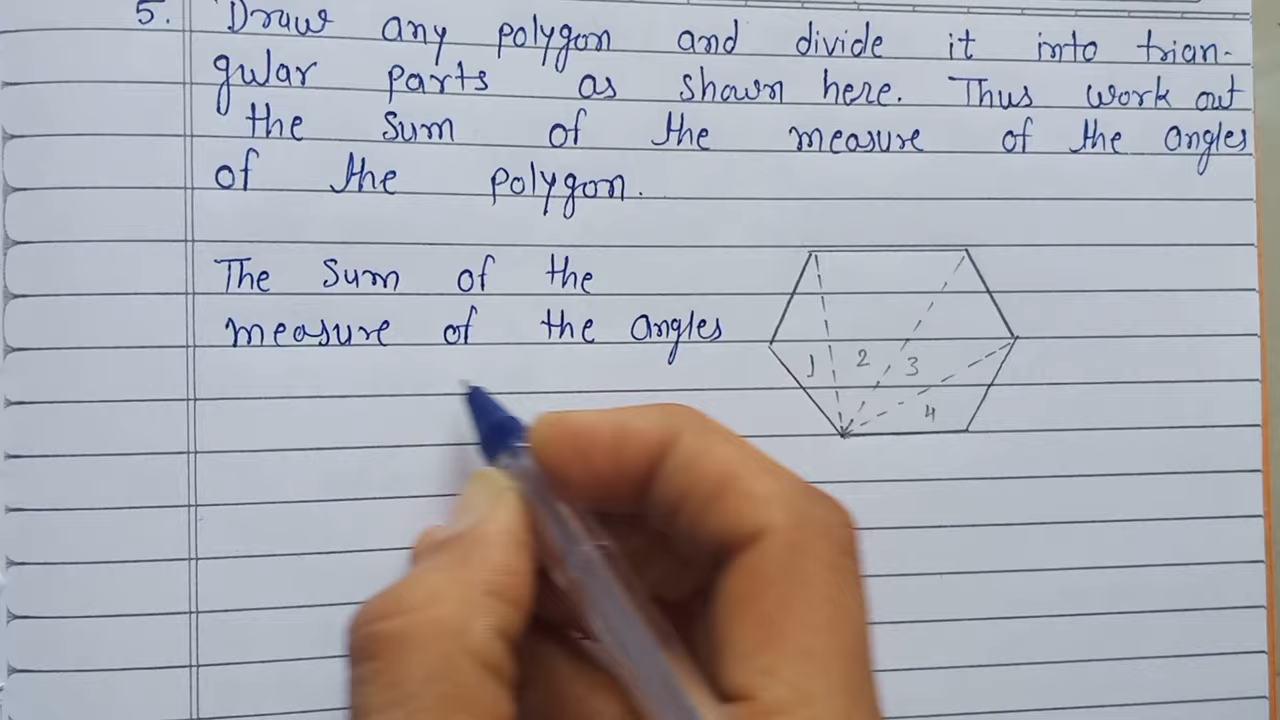 5. Draw any polygon and divide it into trian-
gular parts as shown here. Thus work out
the sum of the measure of the angles
of the polygon.
The sum of the
measure of the angles
1 2 3
4